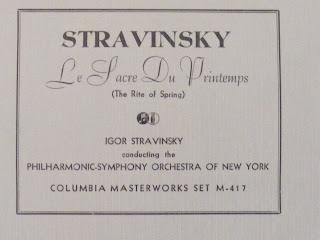 STRAVINSKY
Le Sacre Du Printemps
(The Rite of Spring)
IGOR STRAVINSKY
conducting the
PHILHARMONIC-SYMPHONY ORCHESTRA OF NEW YORK
COLUMBIA MASTERWORKS SET M-417